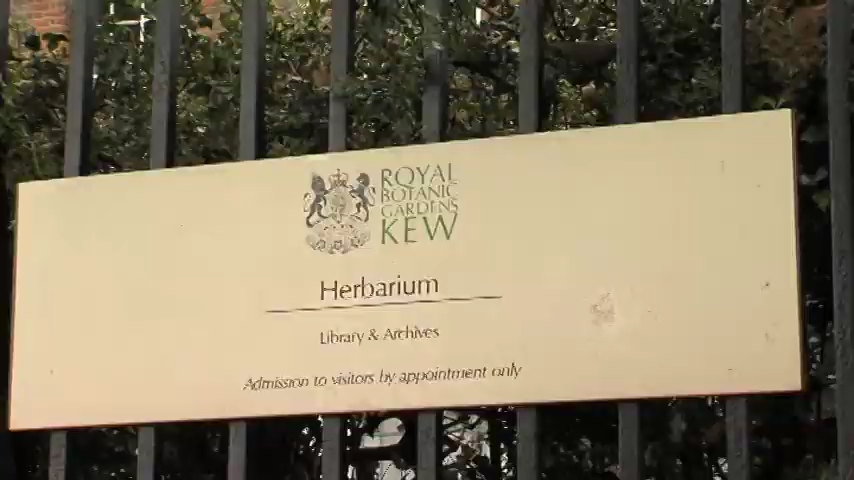 ROYAL
BOTANIC
GARDENS
KEW
Herbarium
Library & Archives
Admission to visitors by appointment only